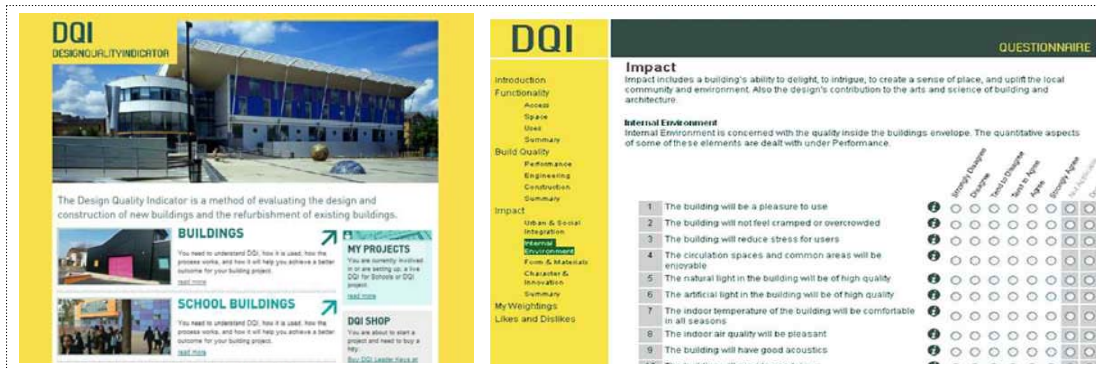 DQI
DESIGNQUALITYINDICATOR
The Design Quality Indicator is a method of evaluating the design and
construction of new buildings and the refurbishment of existing buildings.
BUILDINGS
You need to understand DQI, how it is used, how the
process works, and how it will help you achieve a better
outcome for your building project.
read more
SCHOOL BUILDINGS
You need to understand DQI, how it is used, how the
process works, and how it will help you achieve a better
outcome for your building project.
read more
MY PROJECTS
You are currently involved
in or are setting up, a live
DQI for Schools or DQI
project.
read more
DQI SHOP
You are about to start a
project and need to buy a
key.
Buy DQI Leader Keys at
DQI
QUESTIONNAIRE
Introduction
Functionality
Access
Space
Uses
Summary
Build Quality
Performance
Engineering
Construction
Summary
Impact
Urban & Social
Integration
Internal
Environment
Form & Materials
Character &
Innovation
Summary
My Weightings
Likes and Dislikes
Impact
Impact includes a building's ability to delight, to intrigue, to create a sense of place, and uplift the local
community and environment. Also the design's contribution to the arts and science of building and
architecture.
Internal Environment
Internal Environment is concerned with the quality inside the buildings envelope. The quantitative aspects
of some of these elements are dealt with under Performance.
Strongly Disagree
Disagree
Tend to Disagree
Tend to Agree
Agree
Strongly Agree
1 The building will be a pleasure to use
2 The building will not feel cramped or overcrowded
3 The building will reduce stress for users
4 The circulation spaces and common areas will be
enjoyable
5 The natural light in the building will be of high quality
6 The artificial light in the building will be of high quality
7 The indoor temperature of the building will be comfortable
in all seasons
8 The indoor air quality will be pleasant
9 The building will have good acoustics